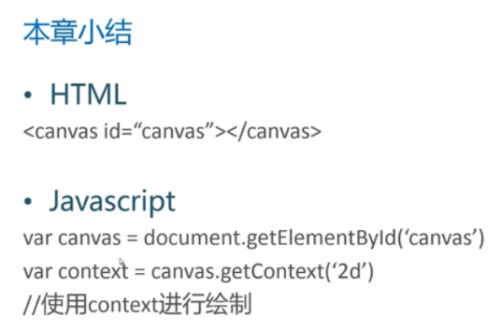 本章小结
• HTML
<canvas id=“canvas”></canvas>
• Javascript
var canvas = document.getElementById(‘canvas’)
var context = canvas.getContext(‘2d’)
//使用context进行绘制